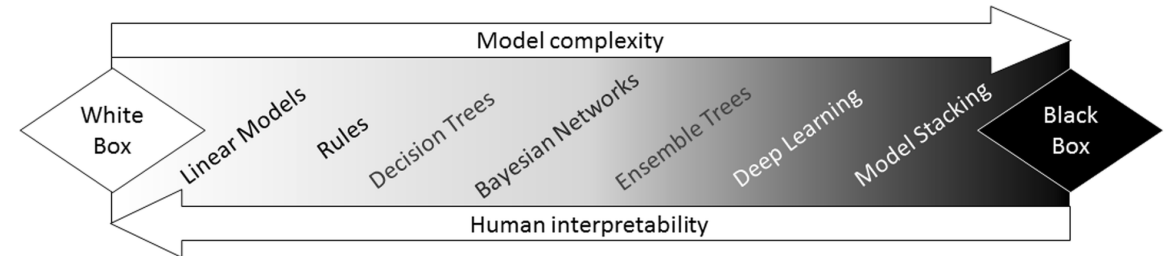 Model complexity
White
Box
Linear Models
Rules
Decision Trees
Bayesian Networks
Ensemble Trees
Deep Learning
Model Stacking
Black
Box
Human interpretability